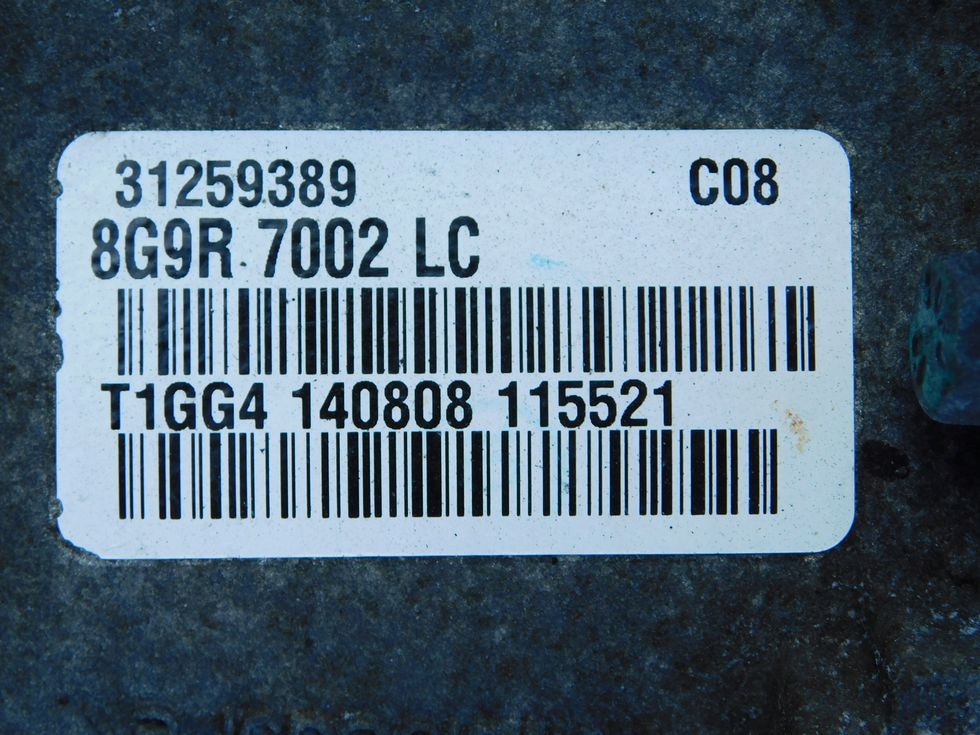 31259389 C08
8G9R 7002 LC
T1GG4 140808 115521